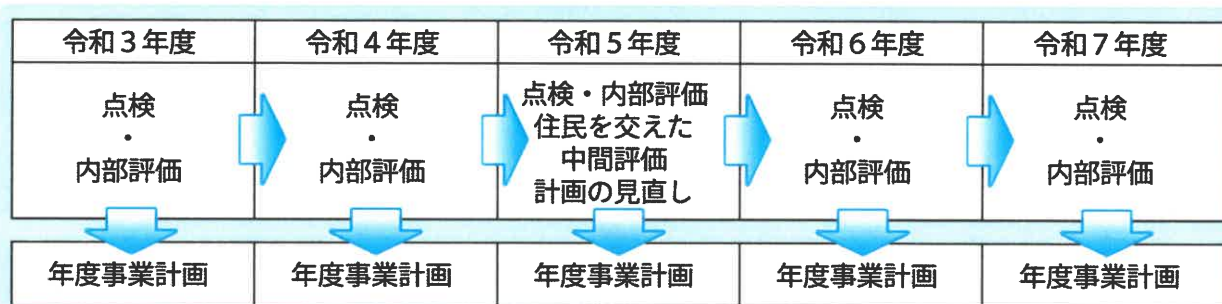 令和３年度
令和４年度
令和５年度
令和６年度
令和７年度
点検
・
内部評価
点検
・
内部評価
点検・内部評価
住民を交えた
中間評価
計画の見直し
点検
・
内部評価
点検
・
内部評価
年度事業計画
年度事業計画
年度事業計画
年度事業計画
年度事業計画